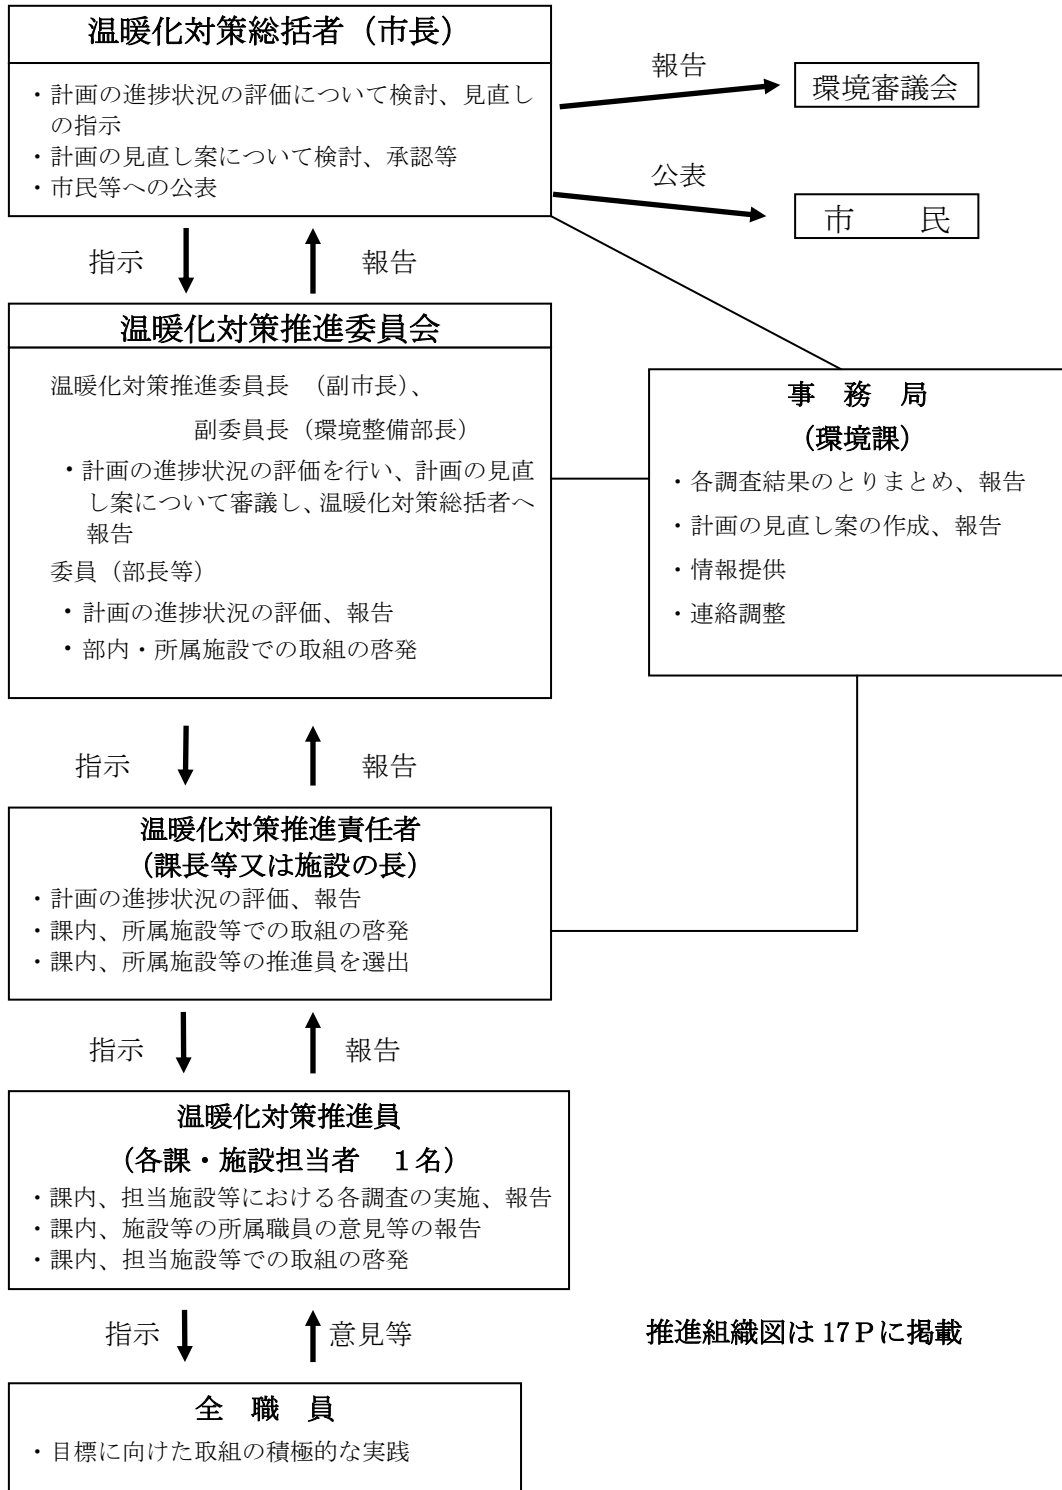 温暖化対策総括者（市長）
・計画の進捗状況の評価について検討、見直し
の指示
・計画の見直し案について検討、承認等
・市民等への公表
報告
環境審議会
公表
市　　民
指示
報告
温暖化対策推進委員会
温暖化対策推進委員長　（副市長）、
副委員長（環境整備部長）
・計画の進捗状況の評価を行い、計画の見直
し案について審議し、温暖化対策総括者へ
報告
委員（部長等）
・計画の進捗状況の評価、報告
・部内・所属施設での取組の啓発
事　務　局
（環境課）
・各調査結果のとりまとめ、報告
・計画の見直し案の作成、報告
・情報提供
・連絡調整
指示
報告
温暖化対策推進責任者
（課長等又は施設の長）
・計画の進捗状況の評価、報告
・課内、所属施設等での取組の啓発
・課内、所属施設等の推進員を選出
指示
報告
温暖化対策推進員
（各課・施設担当者　１名）
・課内、担当施設等における各調査の実施、報告
・課内、施設等の所属職員の意見等の報告
・課内、担当施設等での取組の啓発
指示
意見等
推進組織図は 17Ｐに掲載
全　職　員
・目標に向けた取組の積極的な実践